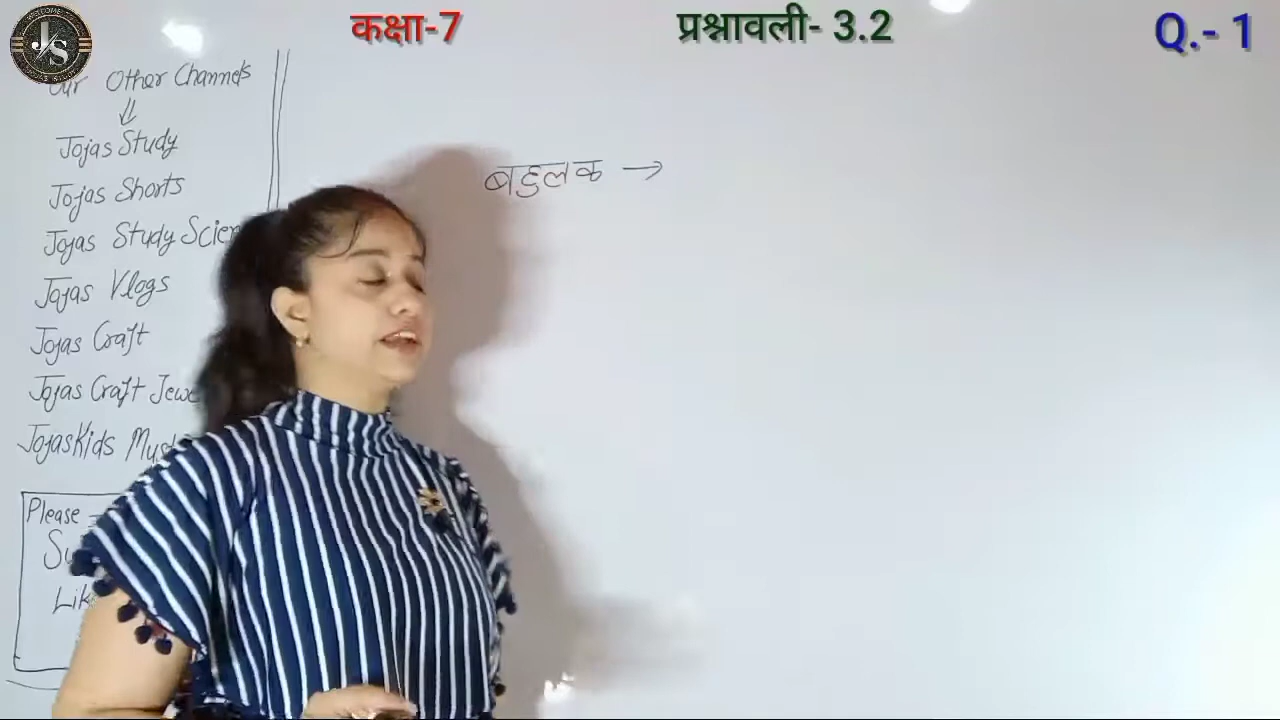 कक्षा-7
प्रश्नावली- 3.2
Q.- 1
WELCOME
J/S
Our Other Channels
⇓
Jojas Study
Jojas Shorts
Jojas Study
Jojas Vlogs
Jojas Craft
Jojas Craft
JojasKids
Please
बहुलक →